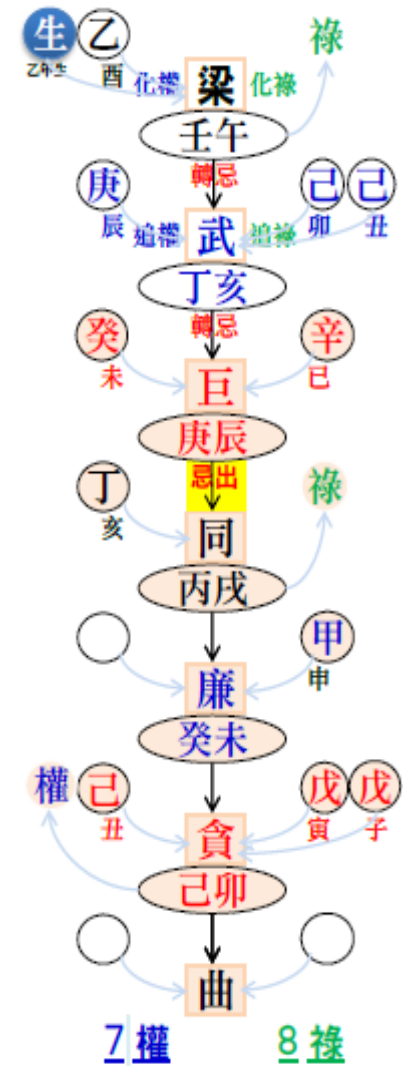 生 乙 祿
乙年生 酉 化權 梁 化祿
壬午
轉忌
庚 己 己
辰 追權 武 追祿 卯 丑
丁亥
轉忌
癸 辛
未 巳
巨
庚辰
忌出
丁 祿
亥 同
丙戌
甲
廉 申
癸未
權 己 戊 戊
丑 貪 寅 子
己卯
曲
7 權 8 祿